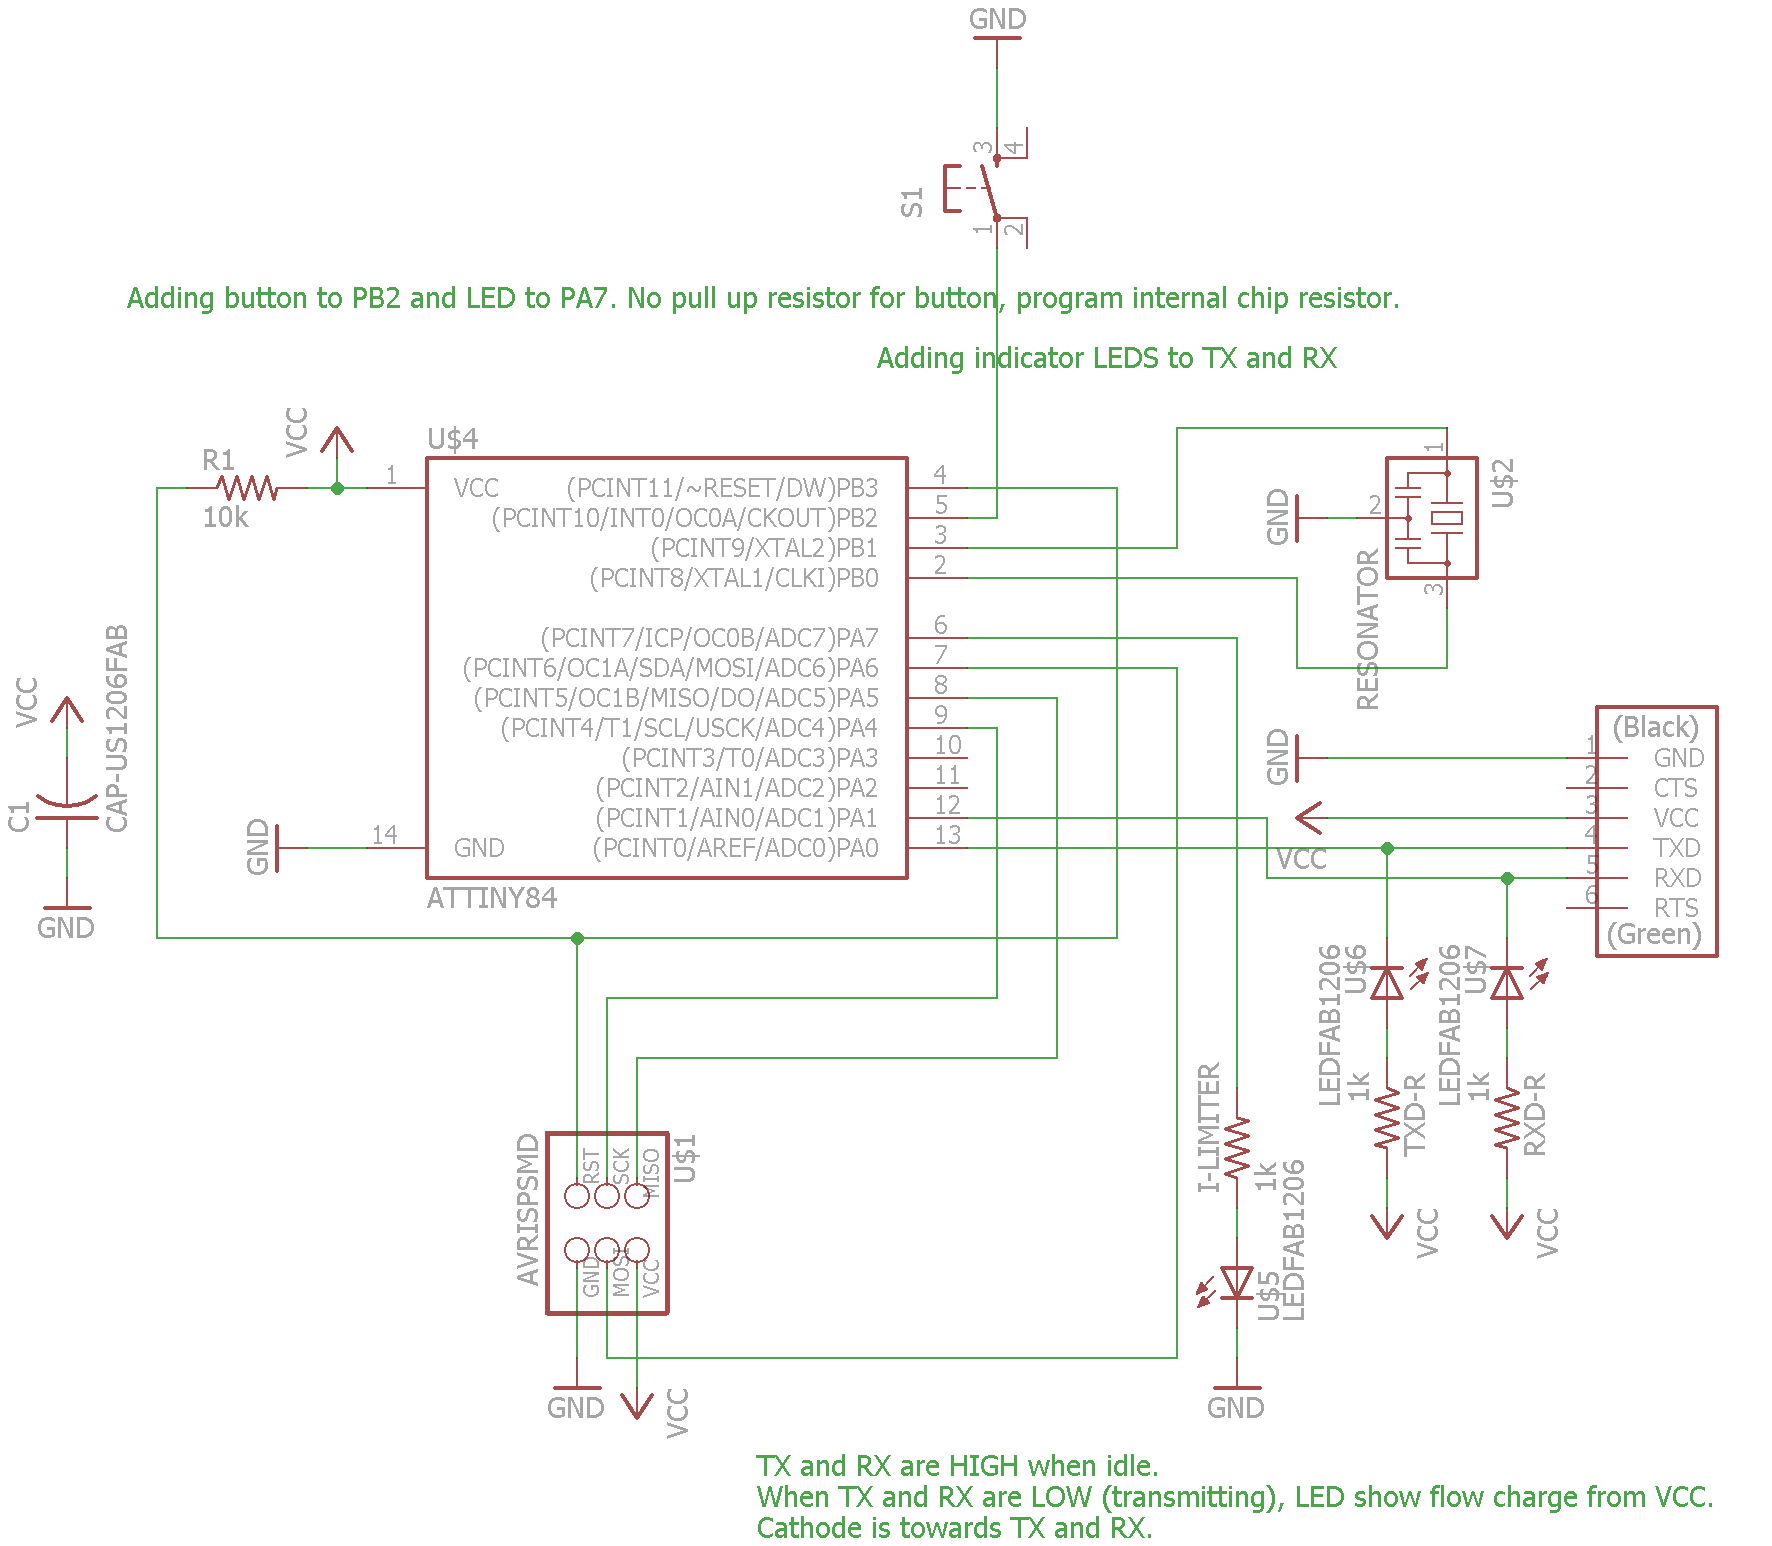 GND
3
4
S1
1
2
Adding button to PB2 and LED to PA7. No pull up resistor for button, program internal chip resistor.
Adding indicator LEDS to TX and RX
VCC
R1
10k
U$4
1
VCC
GND
14
GND
ATTINY84
(PCINT11/~RESET/DW)PB3
4
(PCINT10/INT0/OC0A/CKOUT)PB2
5
(PCINT9/XTAL2)PB1
3
(PCINT8/XTAL1/CLKI)PB0
2
(PCINT7/ICP/OC0B/ADC7)PA7
6
(PCINT6/OC1A/SDA/MOSI/ADC6)PA6
7
(PCINT5/OC1B/MISO/DO/ADC5)PA5
8
(PCINT4/T1/SCL/USCK/ADC4)PA4
9
(PCINT3/T0/ADC3)PA3
10
(PCINT2/AIN1/ADC2)PA2
11
(PCINT1/AIN0/ADC1)PA1
12
(PCINT0/AREF/ADC0)PA0
13
GND
2
1
3
U$2
RESONATOR
VCC
C1
CAP-US1206FAB
GND
GND
VCC
(Black)
1 GND
2 CTS
3 VCC
4 TXD
5 RXD
6 RTS
(Green)
LEDFAB1206
U$6
1k
TXD-R
VCC
LEDFAB1206
U$7
1k
RXD-R
VCC
AVRISPSMD
U$1
RST
SCK
MISO
GND
MOSI
VCC
GND
VCC
I-LIMITER
1k
U$5
LEDFAB1206
GND
TX and RX are HIGH when idle.
When TX and RX are LOW (transmitting), LED show flow charge from VCC.
Cathode is towards TX and RX.